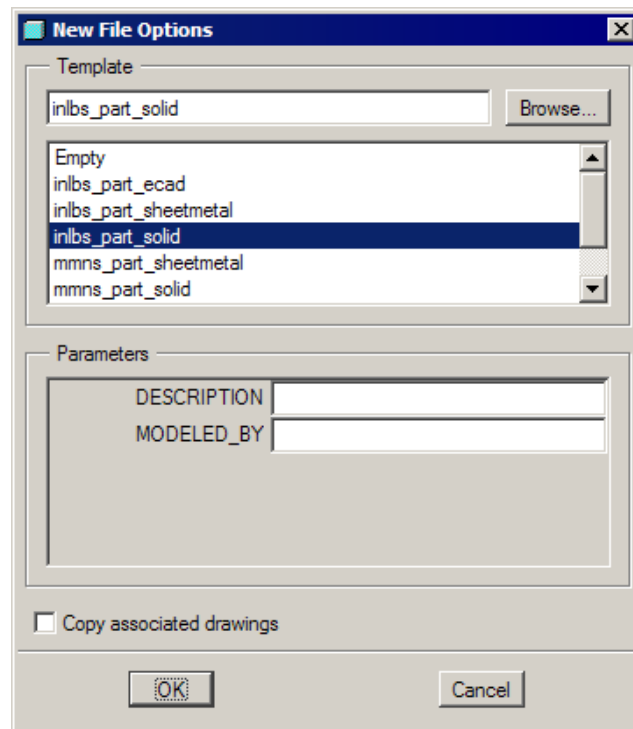 New File Options
Template
inlbs_part_solid
Browse...
Empty
inlbs_part_ecad
inlbs_part_sheetmetal
inlbs_part_solid
mmns_part_sheetmetal
mmns_part_solid
Parameters
DESCRIPTION
MODELED_BY
Copy associated drawings
OK Cancel